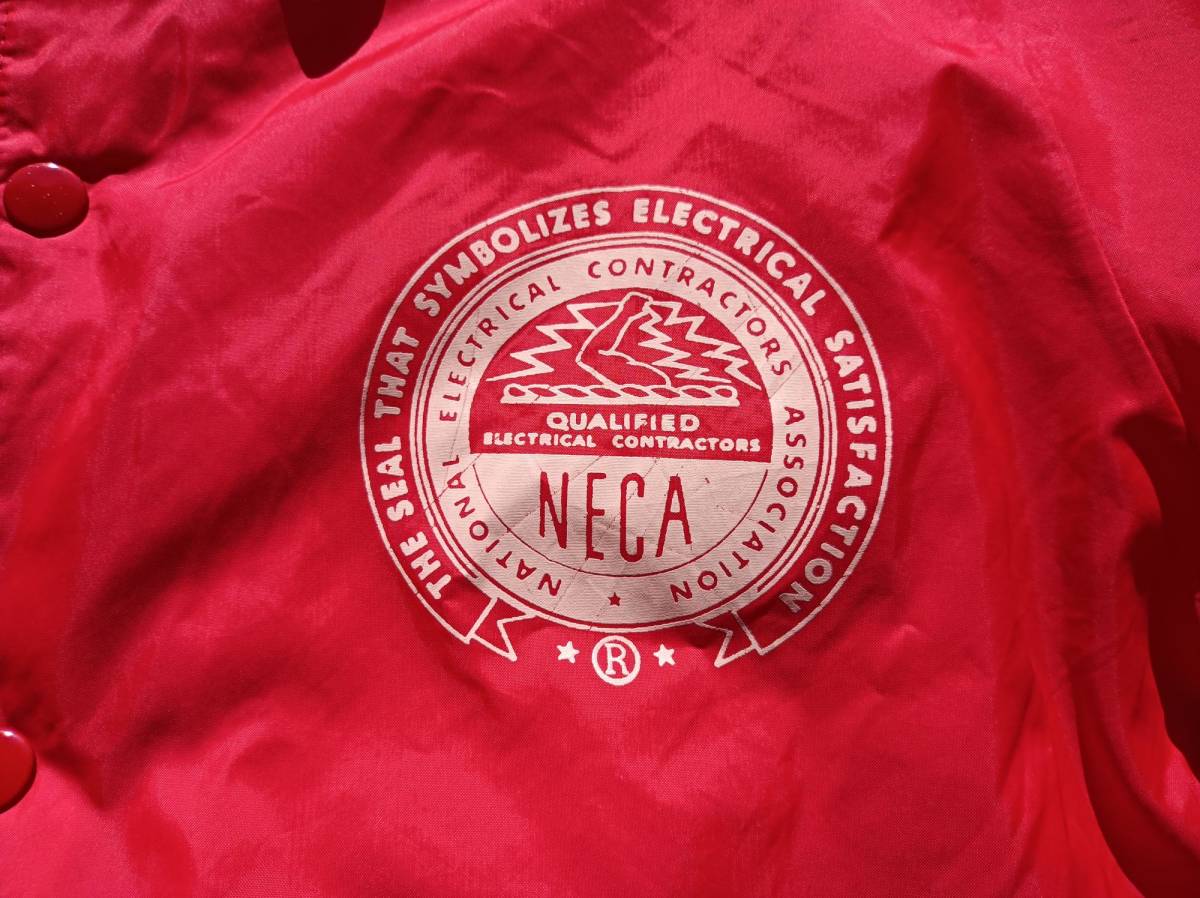 THE SEAL THAT SYMBOLIZES ELECTRICAL SATISFACTION
NATIONAL ELECTRICAL CONTRACTORS ASSOCIATION
QUALIFIED
ELECTRICAL CONTRACTORS
NECA
®